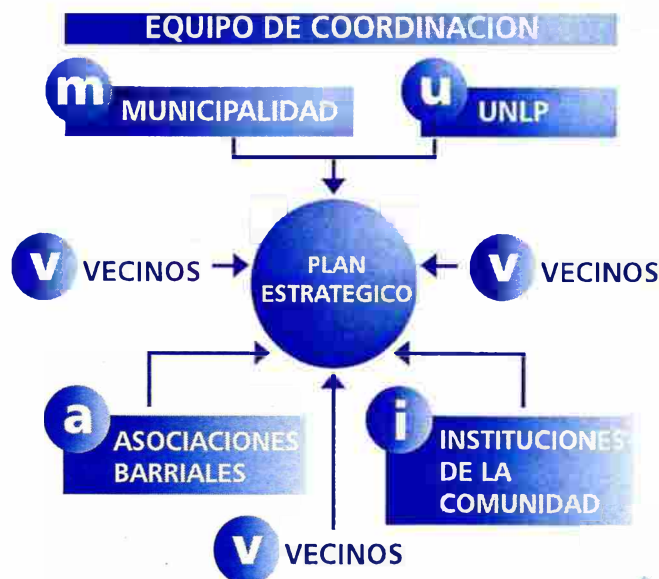 EQUIPO DE COORDINACION
m MUNICIPALIDAD
u UNLP
v VECINOS
PLAN
ESTRATEGICO
v VECINOS
a ASOCIACIONES
BARRIALES
i INSTITUCIONES
DE LA
COMUNIDAD
v VECINOS